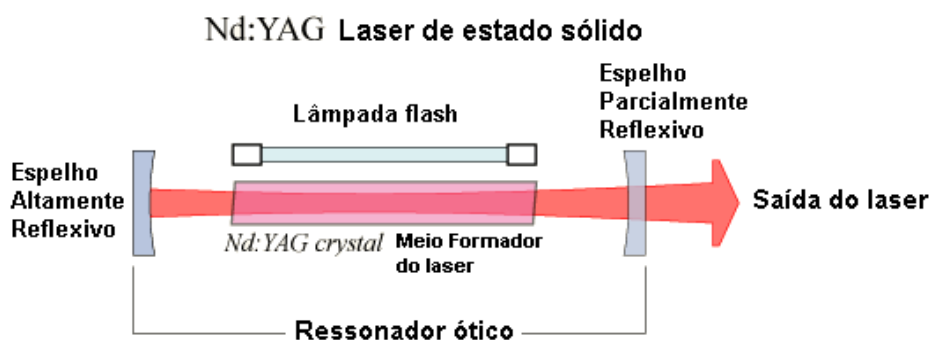 Nd:YAG Laser de estado sólido
Espelho
Parcialmente
Reflexivo
Lâmpada flash
Espelho
Altamente
Reflexivo
Saída do laser
Nd:YAG crystal Meio Formador
do laser
Ressonador ótico